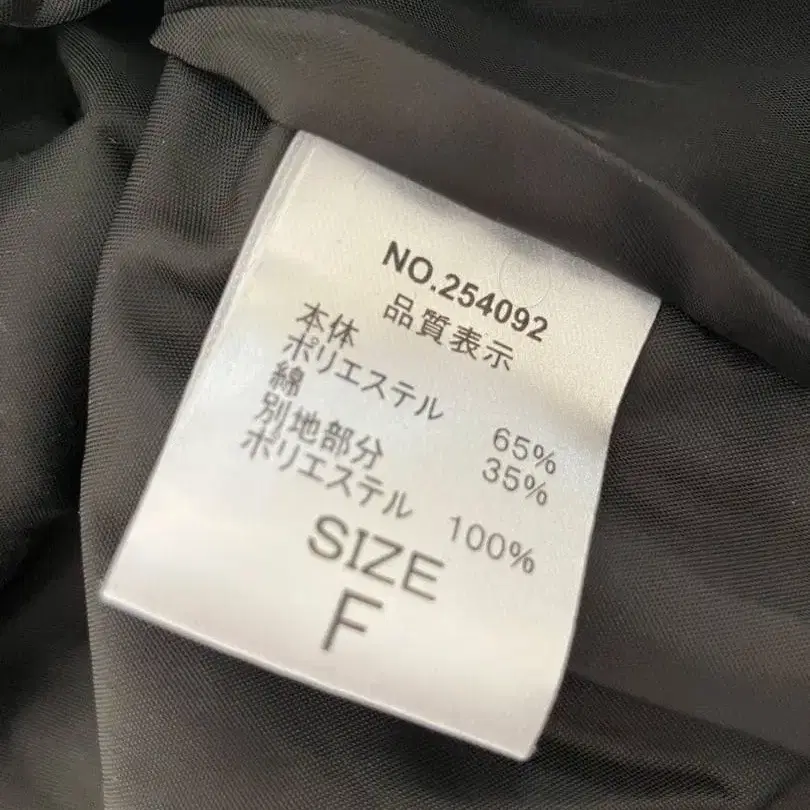 NO.254092
品質表示
本体
ポリエステル 65%
綿 35%
別地部分
ポリエステル 100%
SIZE
F